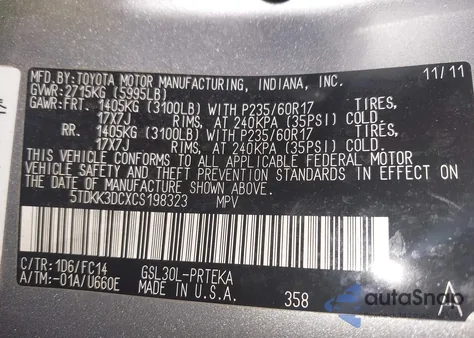 MFD.BY:TOYOTA MOTOR MANUFACTURING, INDIANA, INC. 11/11
GVWR: 2715KG (5995LB)
GAWR:FRT. 1405KG (3100LB) WITH P235/60R17 TIRES,
17X7J RIMS, AT 240KPA (35PSI) COLD.
RR. 1405KG (3100LB) WITH P235/60R17 TIRES,
17X7J RIMS, AT 240KPA (35PSI) COLD.
THIS VEHICLE CONFORMS TO ALL APPLICABLE FEDERAL MOTOR
VEHICLE SAFETY AND THEFT PREVENTION STANDARDS IN EFFECT ON
THE DATE OF MANUFACTURE SHOWN ABOVE.
5TDKK3DCXCS198323 MPV
C/TR: 1D6/FC14 GSL30L-PRTEKA
A/TM:-01A/U660E MADE IN U.S.A. 358 A
autoSnap